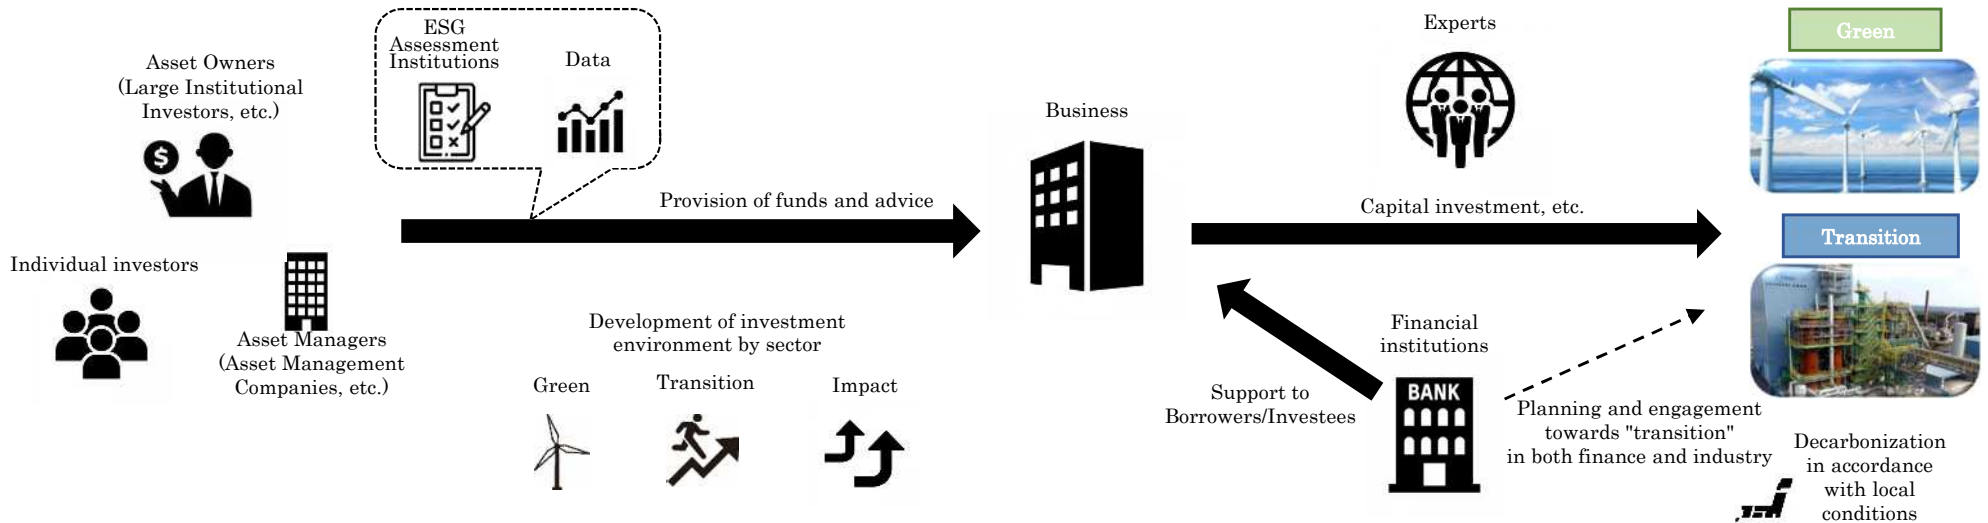 Asset Owners
(Large Institutional
Investors, etc.)
$
Individual investors
Asset Managers
(Asset Management
Companies, etc.)
ESG
Assessment
Institutions
Data
Provision of funds and advice
Development of investment
environment by sector
Green
Transition
Impact
Business
Experts
Capital investment, etc.
Financial
institutions
BANK
Support to
Borrowers/Investees
Planning and engagement
towards "transition"
in both finance and industry
Green
Transition
Decarbonization
in accordance
with local
conditions